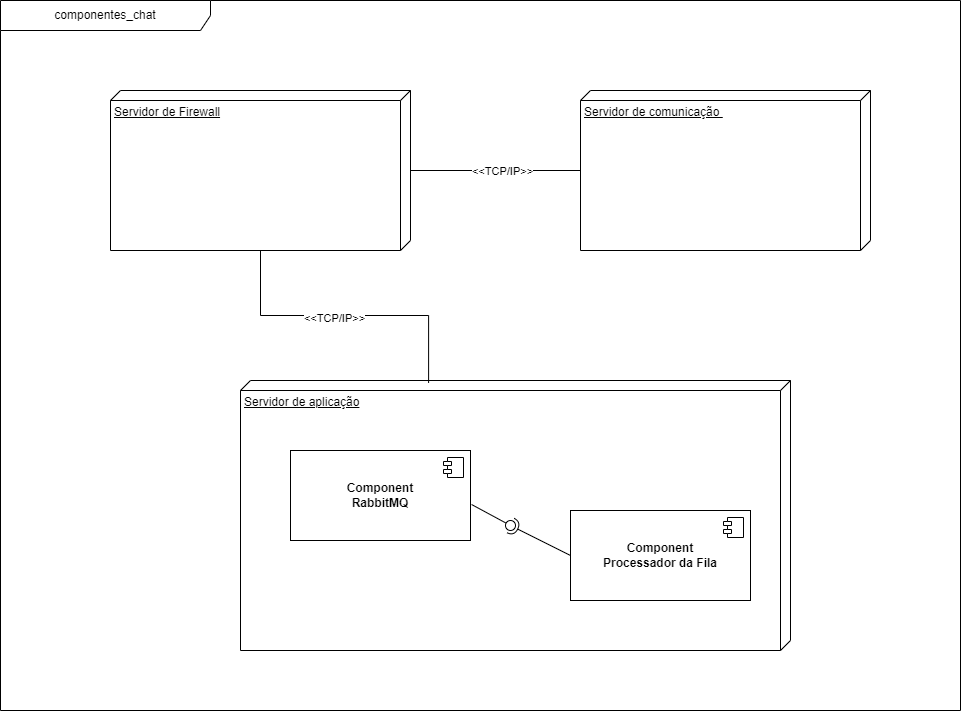 componentes_chat
Servidor de Firewall
Servidor de comunicação
<<TCP/IP>>
<<TCP/IP>>
Servidor de aplicação
Component
RabbitMQ
Component
Processador da Fila